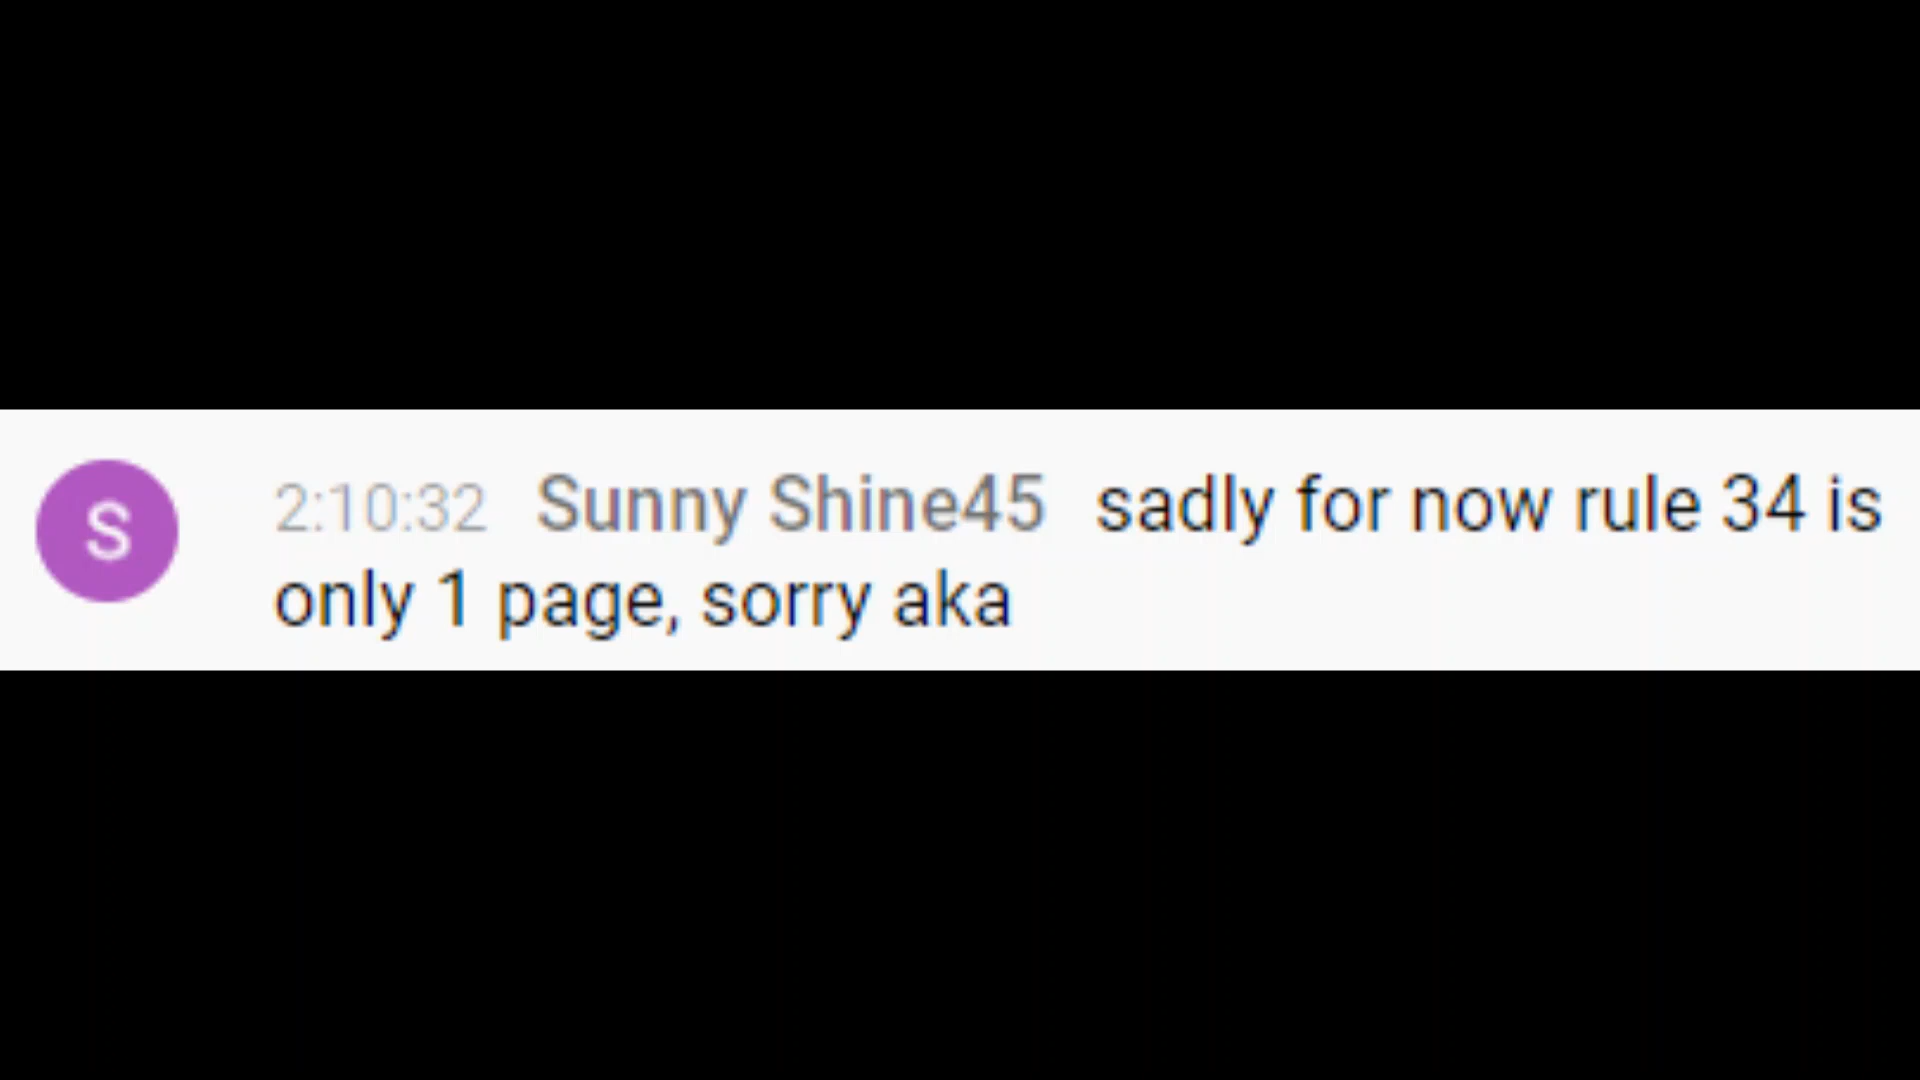 S
2:10:32 Sunny Shine45 sadly for now rule 34 is
only 1 page, sorry aka